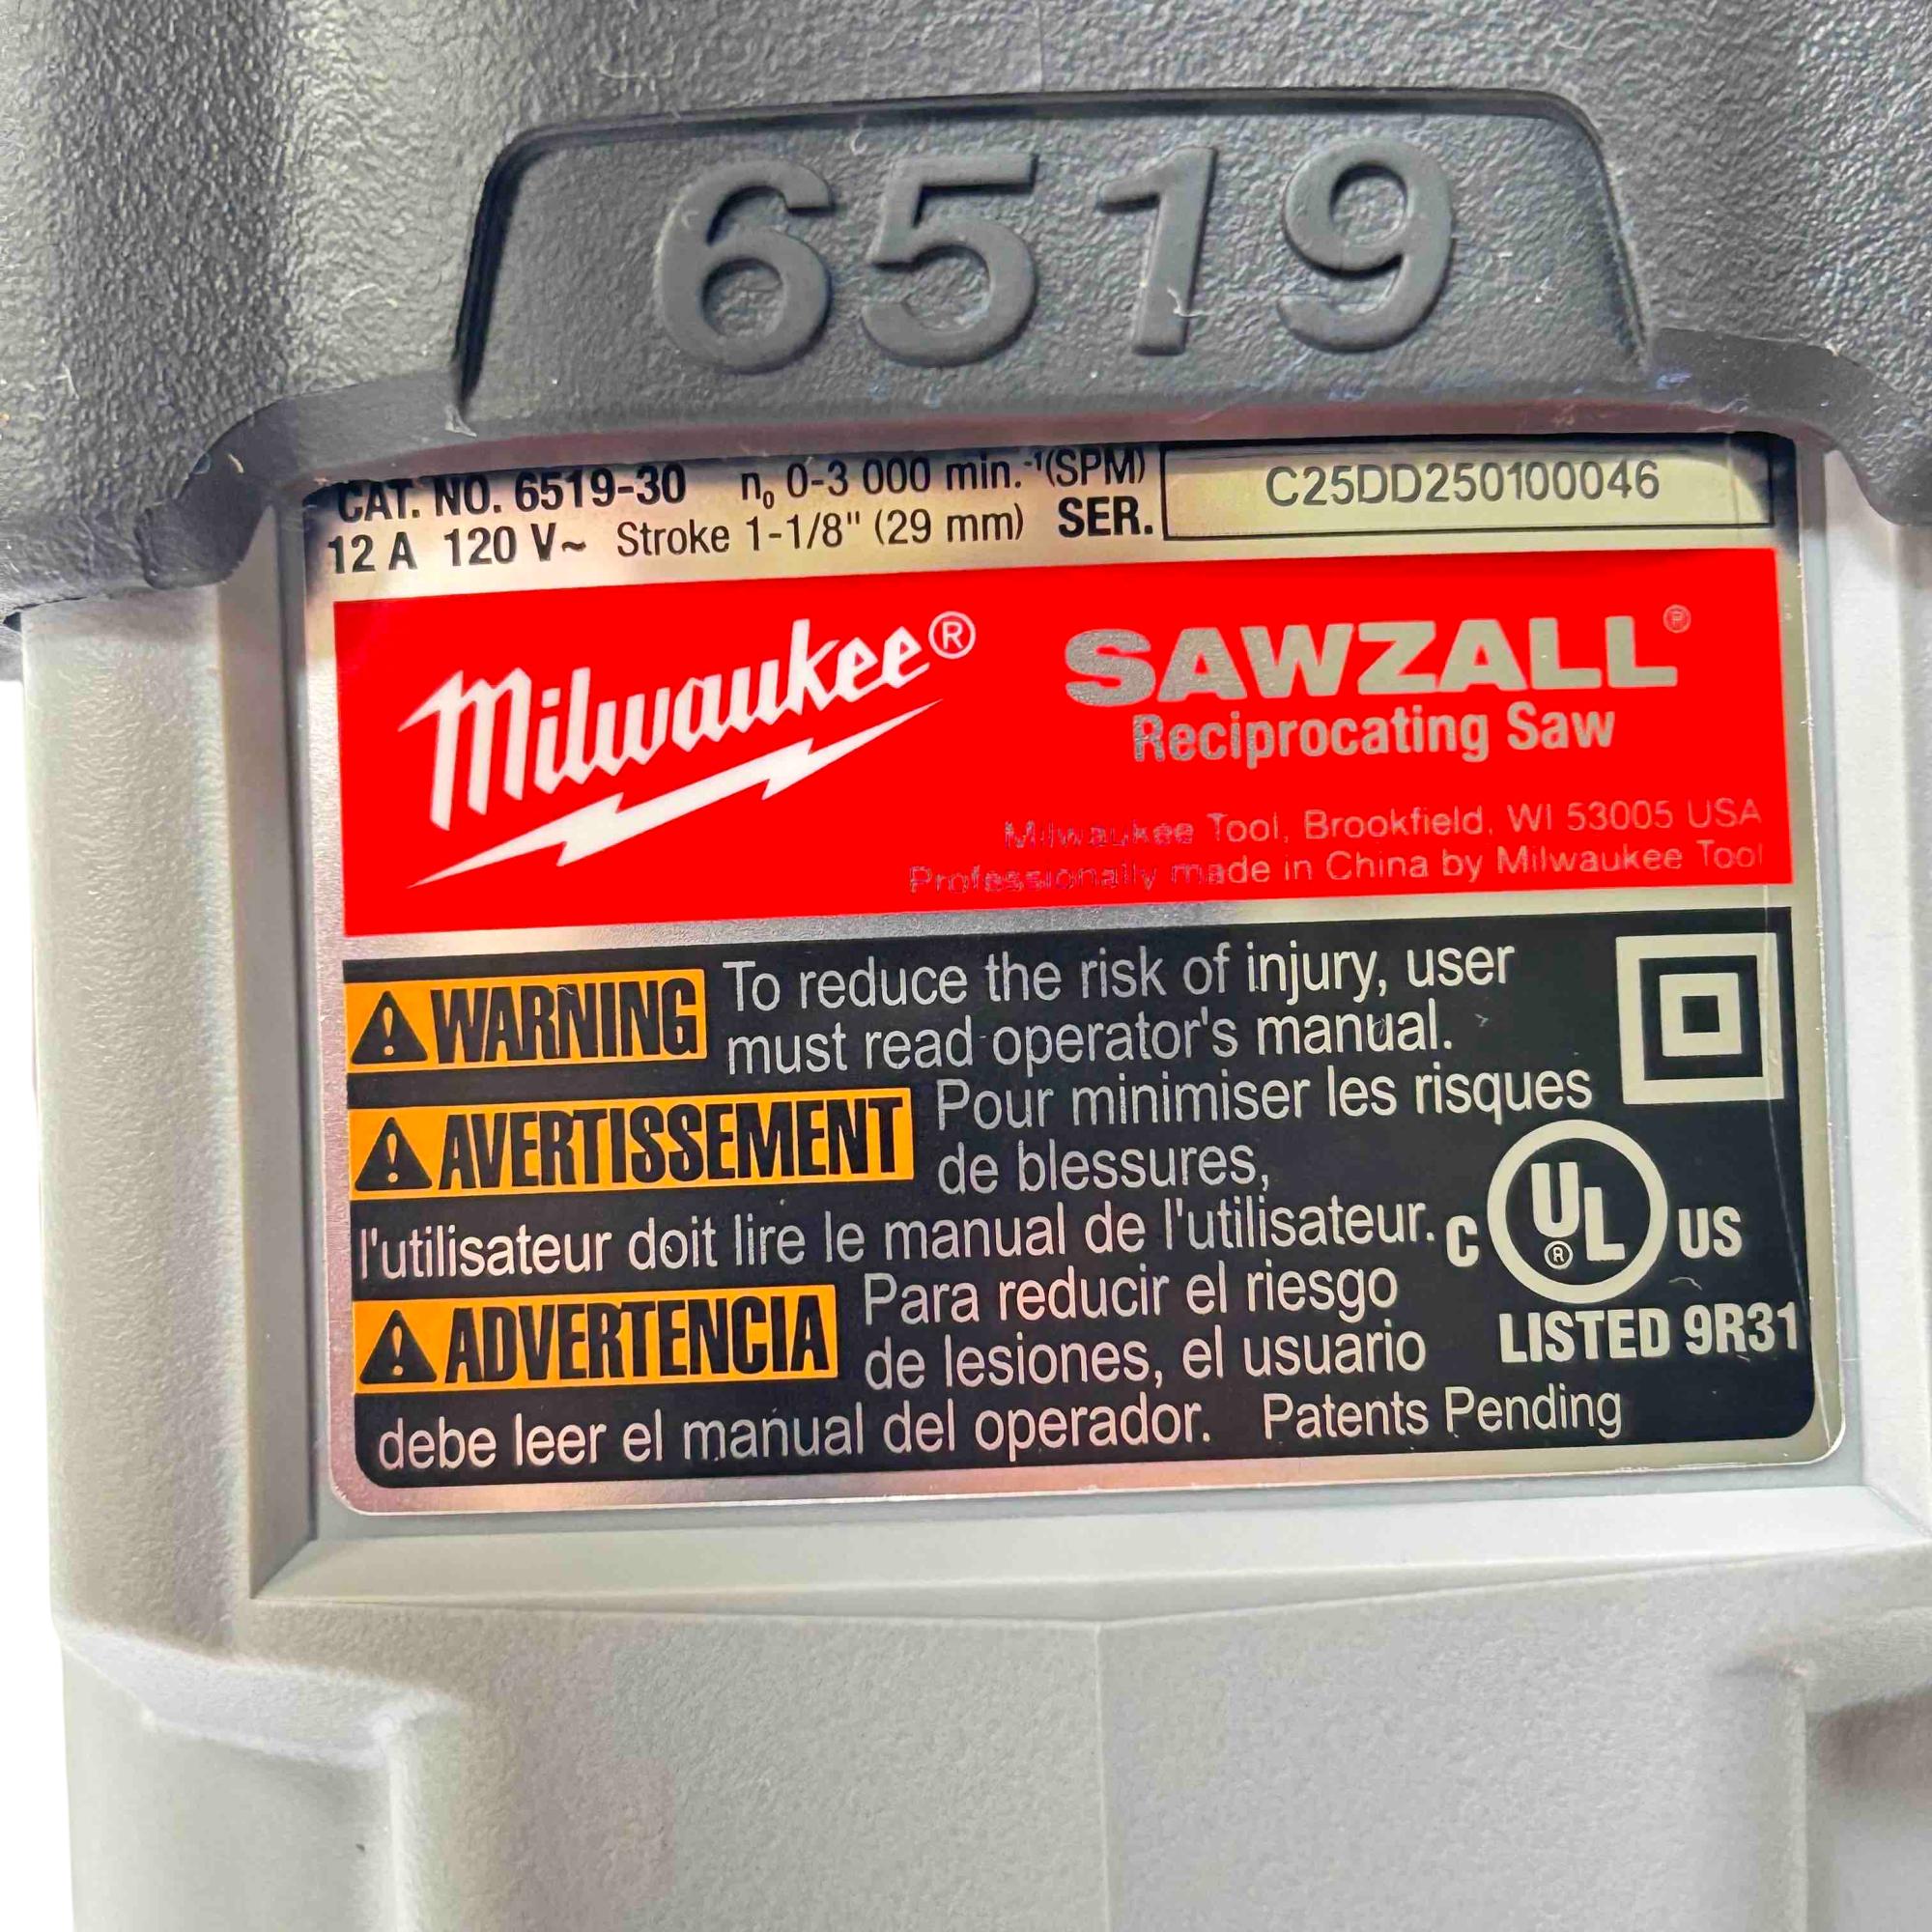 6519
CAT. NO. 6519-30 n₀ 0-3 000 min.⁻¹(SPM)
12 A 120 V~ Stroke 1-1/8" (29 mm) SER. C25DD250100046
Milwaukee®
SAWZALL®
Reciprocating Saw
Milwaukee Tool, Brookfield, WI 53005 USA
Professionally made in China by Milwaukee Tool
WARNING To reduce the risk of injury, user
must read operator's manual.
AVERTISSEMENT Pour minimiser les risques
de blessures,
l'utilisateur doit lire le manual de l'utilisateur.
C UL® US
LISTED 9R31
ADVERTENCIA Para reducir el riesgo
de lesiones, el usuario
debe leer el manual del operador. Patents Pending